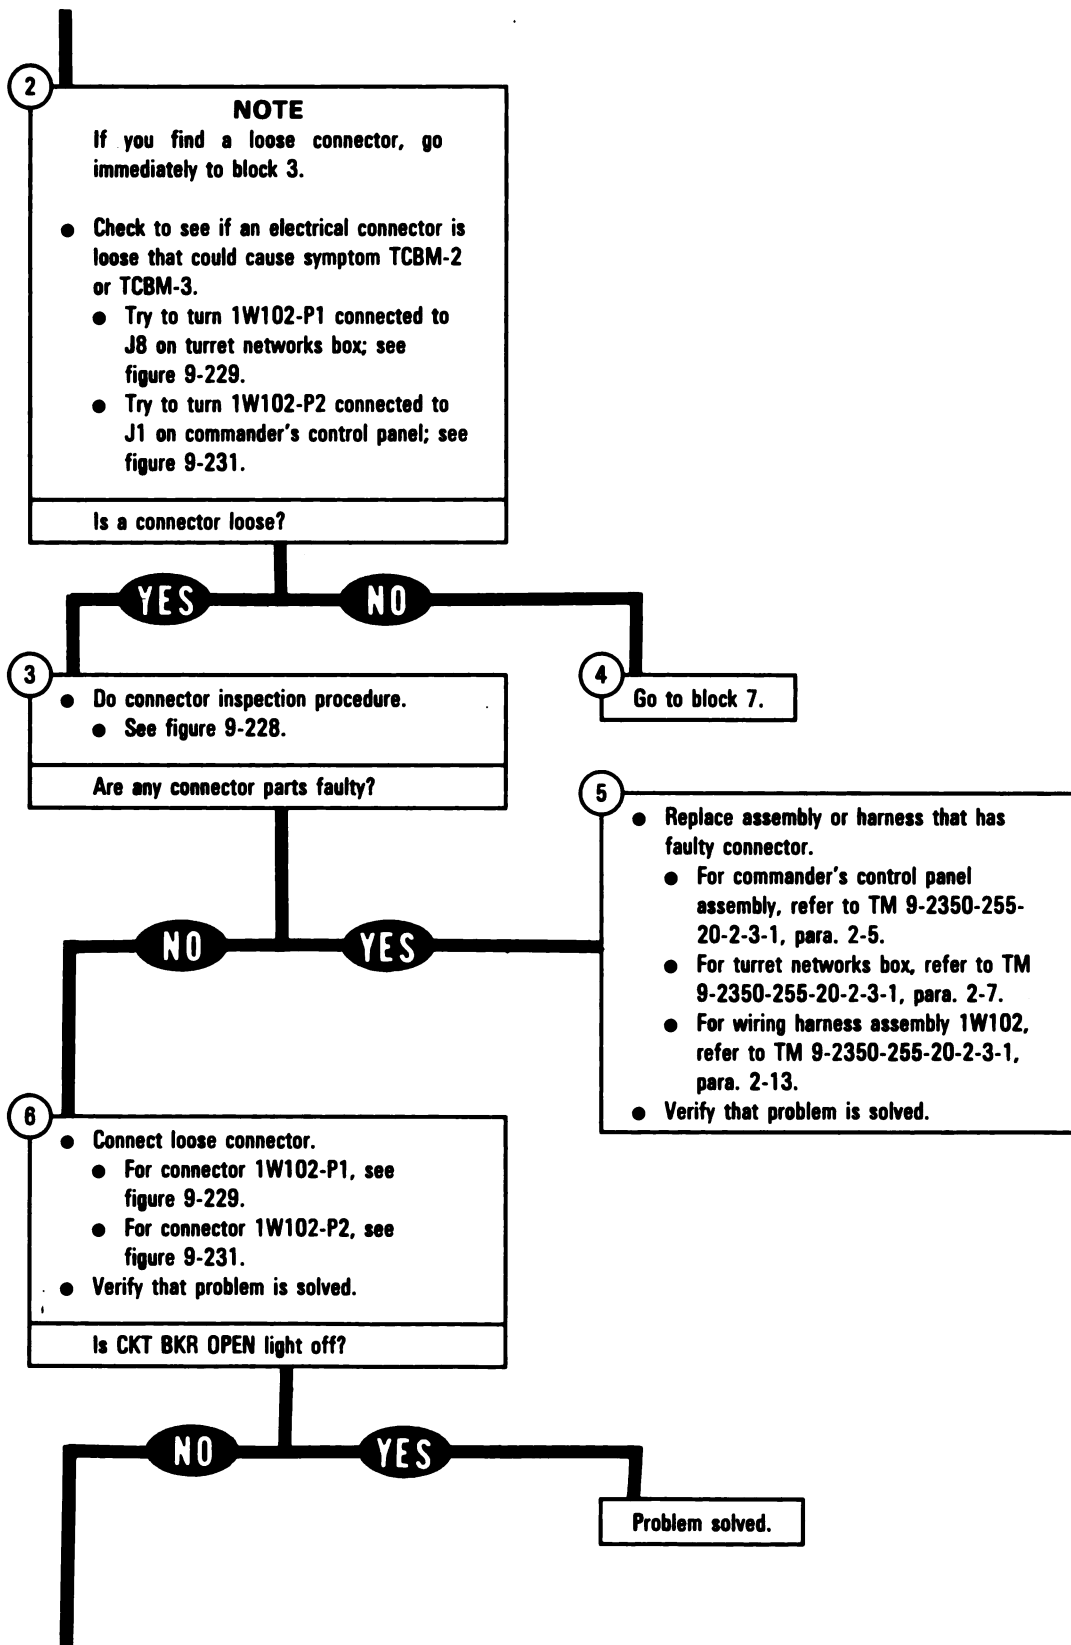 2
NOTE
If you find a loose connector, go
immediately to block 3.
● Check to see if an electrical connector is
loose that could cause symptom TCBM-2
or TCBM-3.
● Try to turn 1W102-P1 connected to
J8 on turret networks box; see
figure 9-229.
● Try to turn 1W102-P2 connected to
J1 on commander's control panel; see
figure 9-231.
Is a connector loose?
YES
NO
3
● Do connector inspection procedure.
● See figure 9-228.
Are any connector parts faulty?
4
Go to block 7.
NO
YES
5
● Replace assembly or harness that has
faulty connector.
● For commander's control panel
assembly, refer to TM 9-2350-255-
20-2-3-1, para. 2-5.
● For turret networks box, refer to TM
9-2350-255-20-2-3-1, para. 2-7.
● For wiring harness assembly 1W102,
refer to TM 9-2350-255-20-2-3-1,
para. 2-13.
● Verify that problem is solved.
6
● Connect loose connector.
● For connector 1W102-P1, see
figure 9-229.
● For connector 1W102-P2, see
figure 9-231.
● Verify that problem is solved.
Is CKT BKR OPEN light off?
NO
YES
Problem solved.